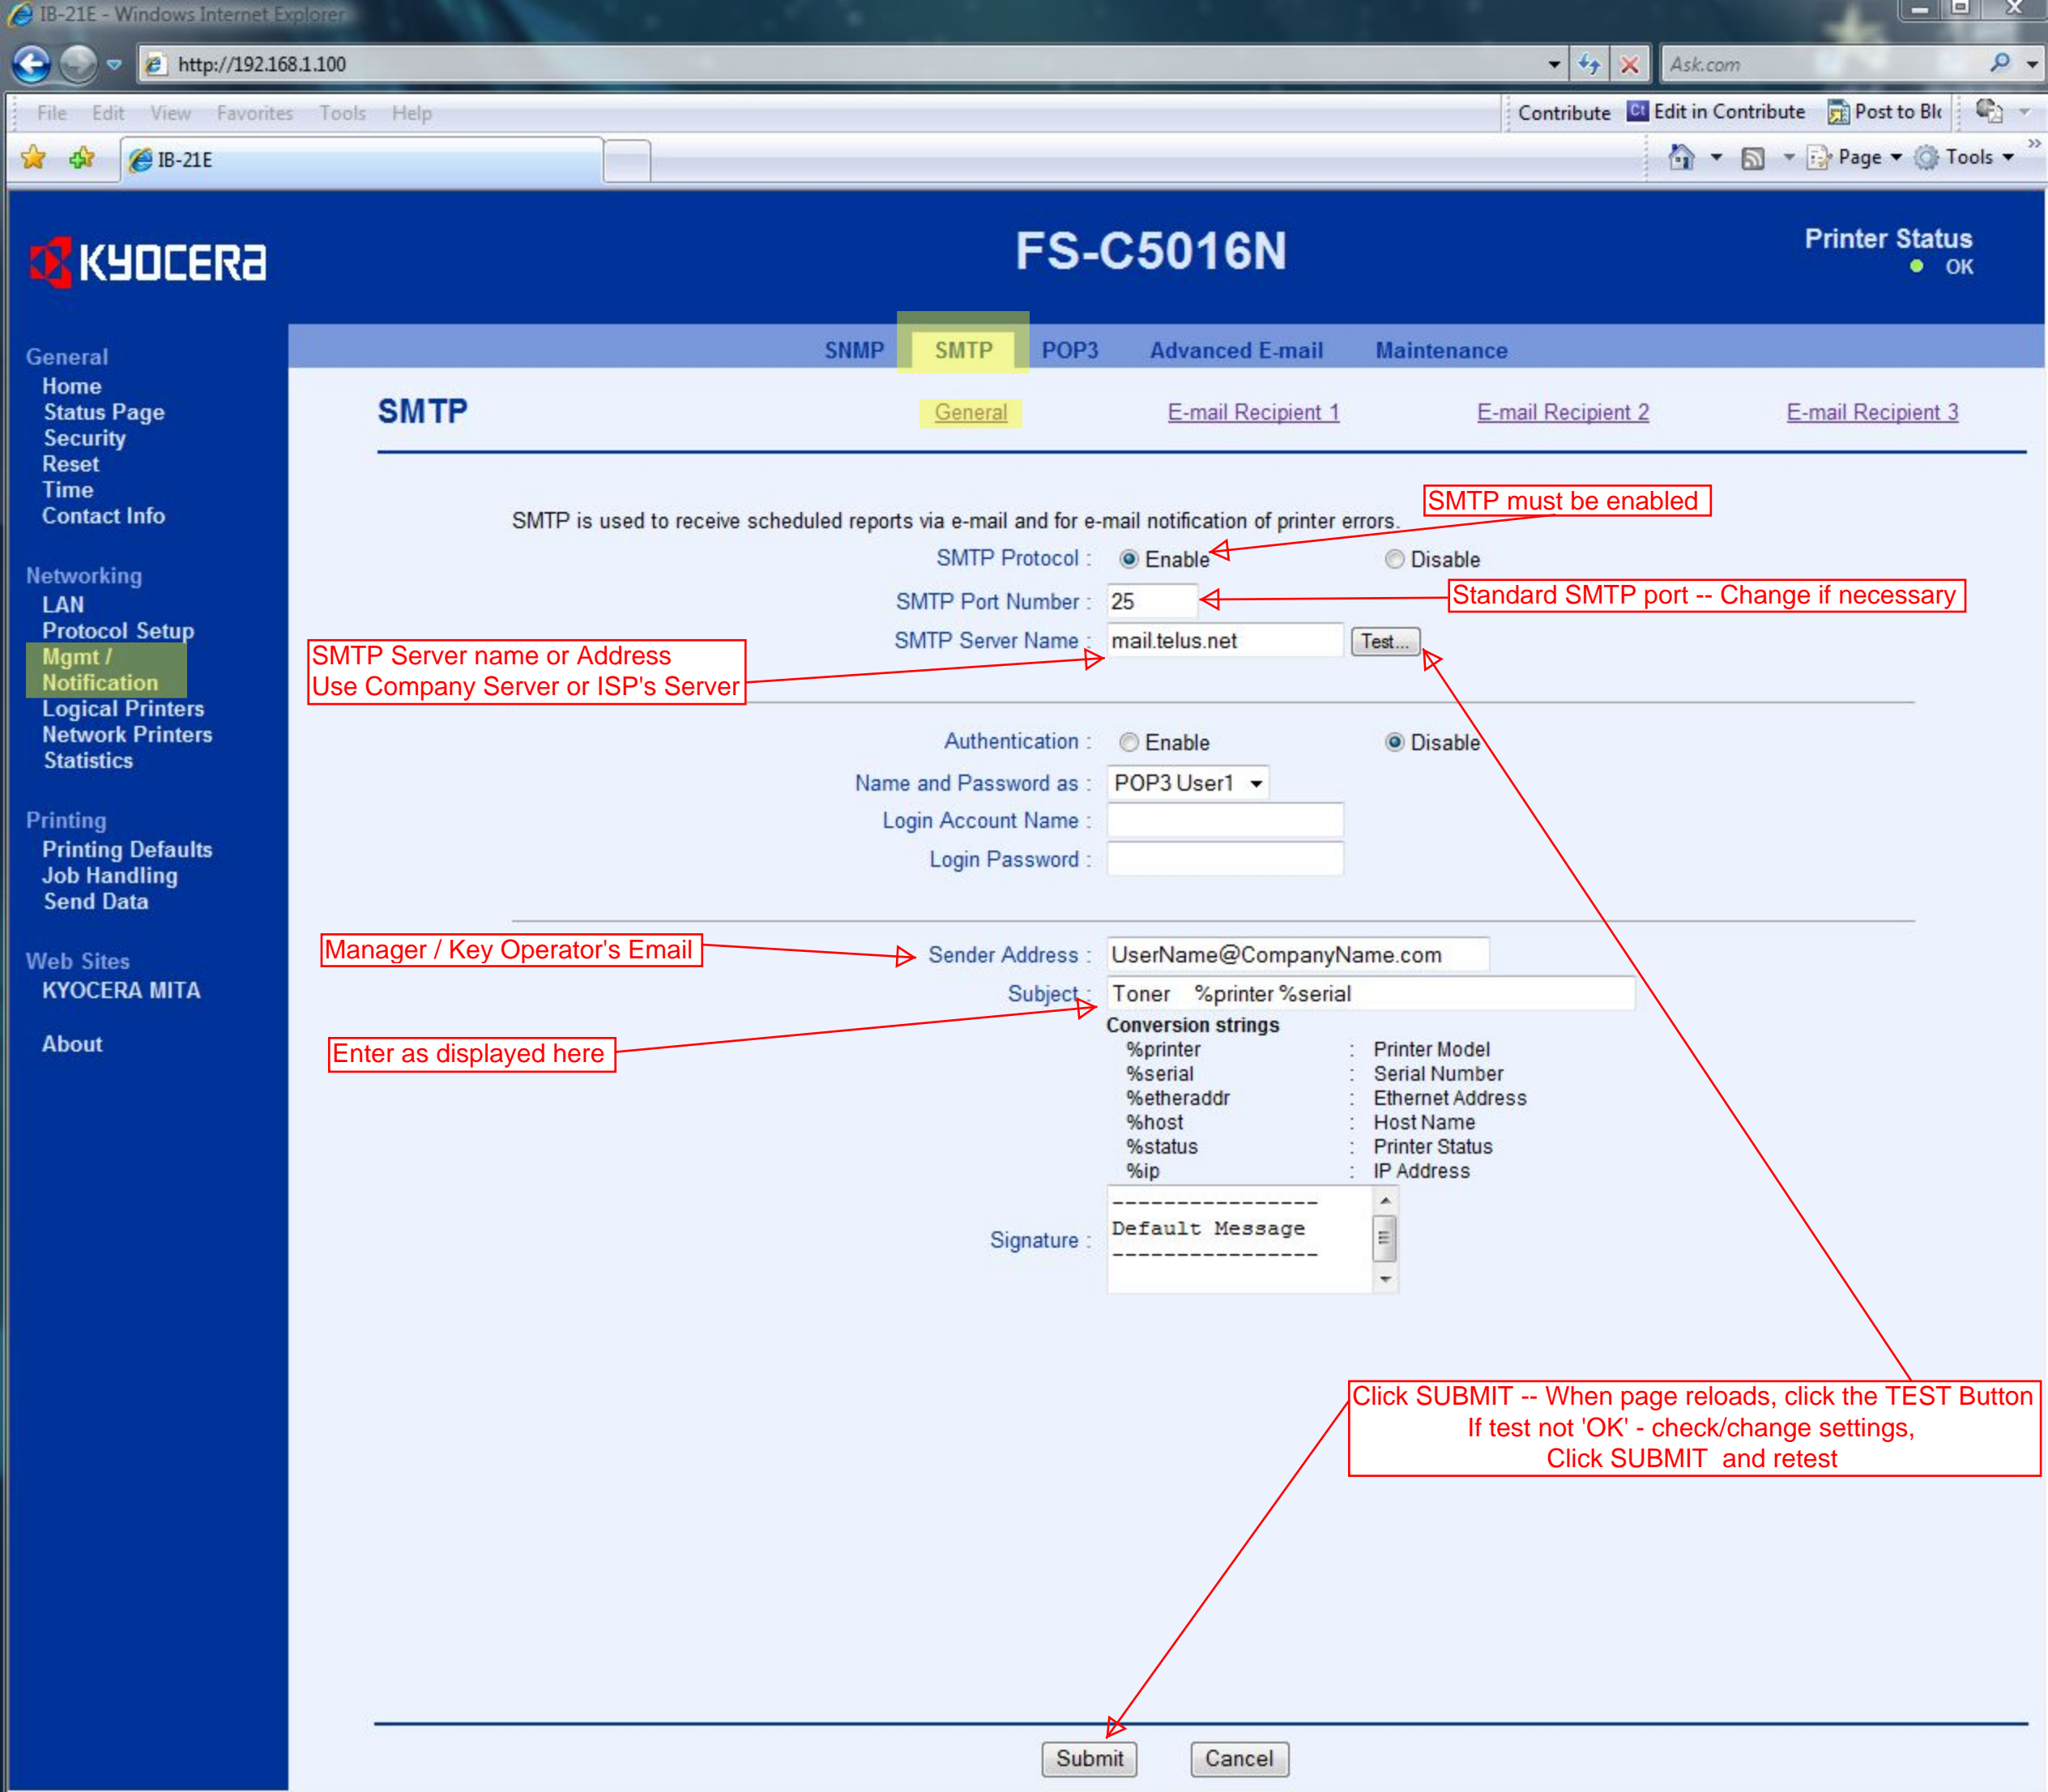 IB-21E - Windows Internet Explorer
http://192.168.1.100
Ask.com
File Edit View Favorites Tools Help
Contribute Edit in Contribute Post to Blo
IB-21E
Page Tools
KYOCERA
FS-C5016N
Printer Status
OK
SNMP SMTP POP3 Advanced E-mail Maintenance
SMTP
General E-mail Recipient 1 E-mail Recipient 2 E-mail Recipient 3
General
Home
Status Page
Security
Reset
Time
Contact Info
Networking
LAN
Protocol Setup
Mgmt /
Notification
Logical Printers
Network Printers
Statistics
Printing
Printing Defaults
Job Handling
Send Data
Web Sites
KYOCERA MITA
About
SMTP must be enabled
SMTP is used to receive scheduled reports via e-mail and for e-mail notification of printer errors.
SMTP Protocol : Enable Disable
SMTP Port Number : 25
Standard SMTP port -- Change if necessary
SMTP Server Name : mail.telus.net Test...
SMTP Server name or Address
Use Company Server or ISP's Server
Authentication : Enable Disable
Name and Password as : POP3 User1
Login Account Name :
Login Password :
Manager / Key Operator's Email
Sender Address : UserName@CompanyName.com
Subject : Toner %printer %serial
Enter as displayed here
Conversion strings
%printer : Printer Model
%serial : Serial Number
%etheraddr : Ethernet Address
%host : Host Name
%status : Printer Status
%ip : IP Address
Signature :
----------------
Default Message
----------------
Click SUBMIT -- When page reloads, click the TEST Button
If test not 'OK' - check/change settings,
Click SUBMIT and retest
Submit Cancel